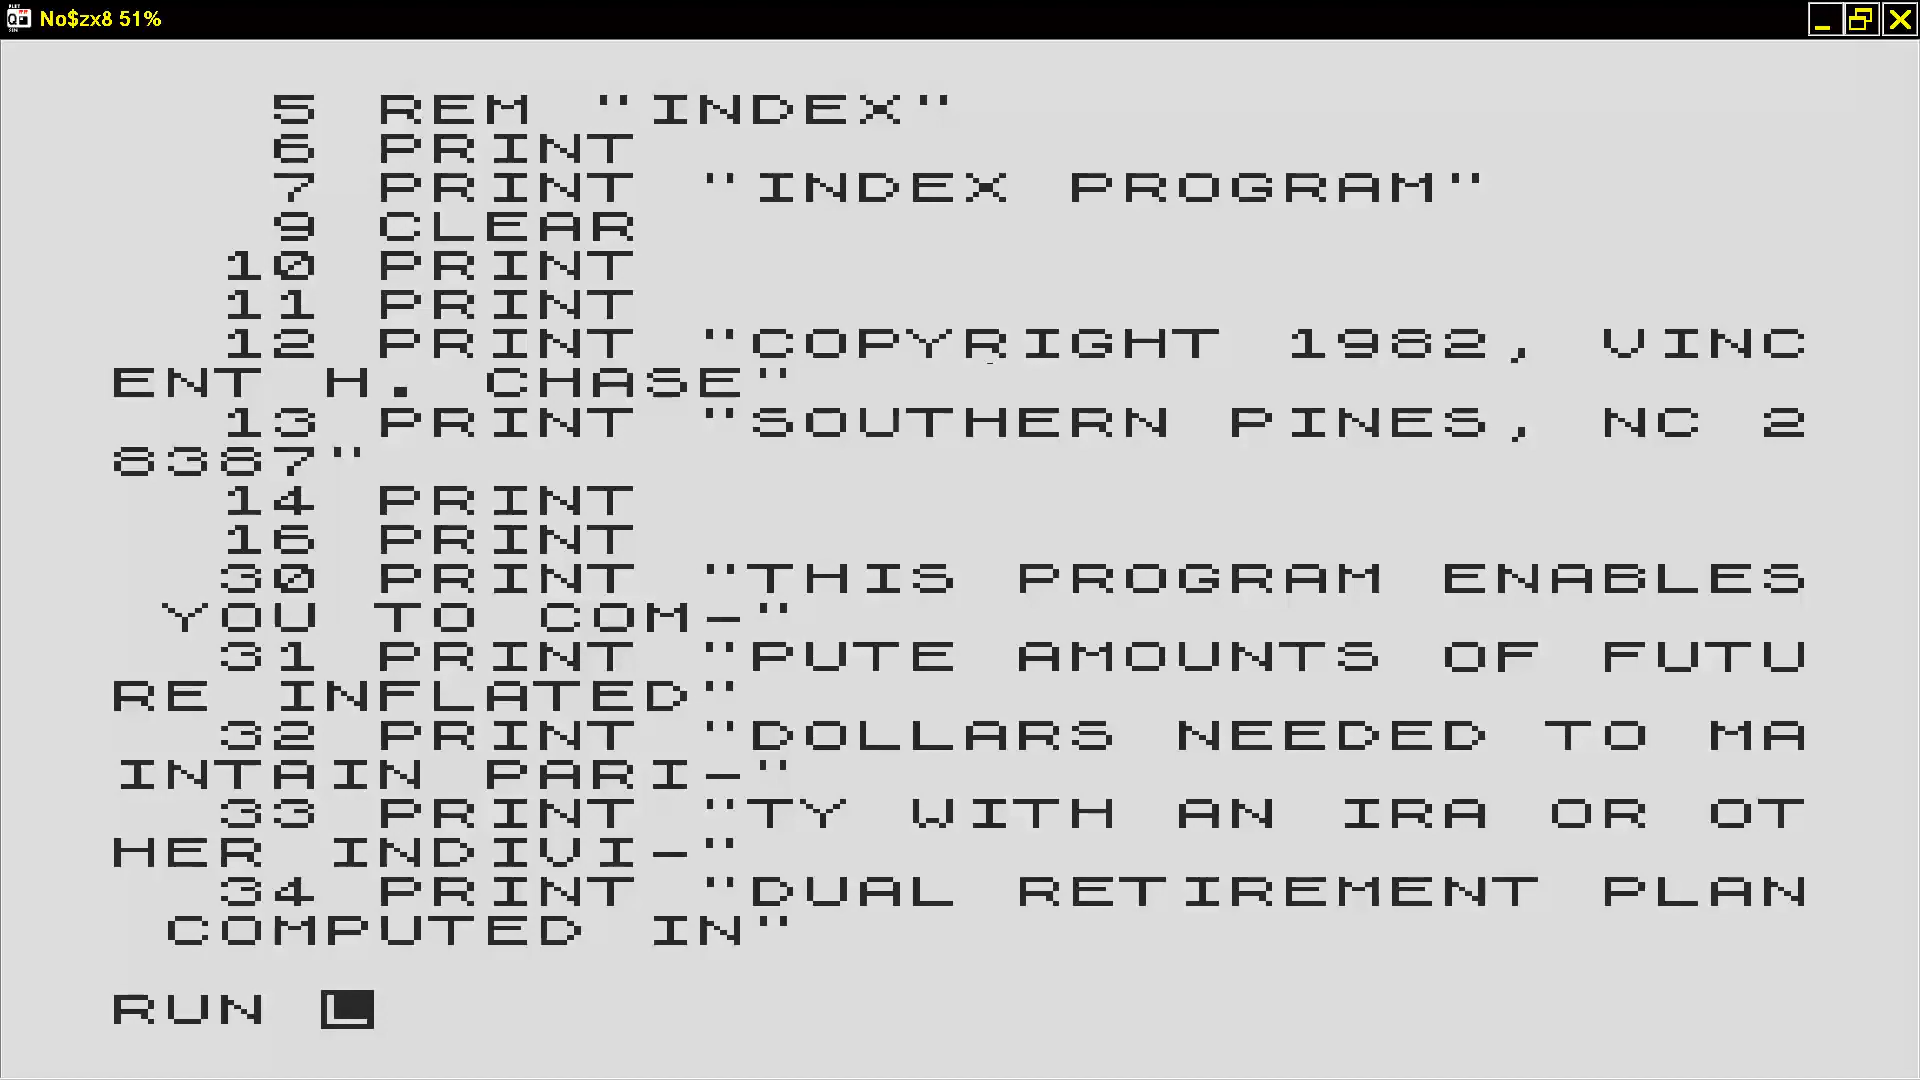 No$zx8 51%
5 REM "INDEX"
6 PRINT
7 PRINT "INDEX PROGRAM"
9 CLEAR
10 PRINT
11 PRINT
12 PRINT "COPYRIGHT 1982, VINC
ENT H. CHASE"
13 PRINT "SOUTHERN PINES, NC 2
8387"
14 PRINT
16 PRINT
30 PRINT "THIS PROGRAM ENABLES
YOU TO COM-"
31 PRINT "PUTE AMOUNTS OF FUTU
RE INFLATED"
32 PRINT "DOLLARS NEEDED TO MA
INTAIN PARI-"
33 PRINT "TY WITH AN IRA OR OT
HER INDIVI-"
34 PRINT "DUAL RETIREMENT PLAN
COMPUTED IN"
RUN L